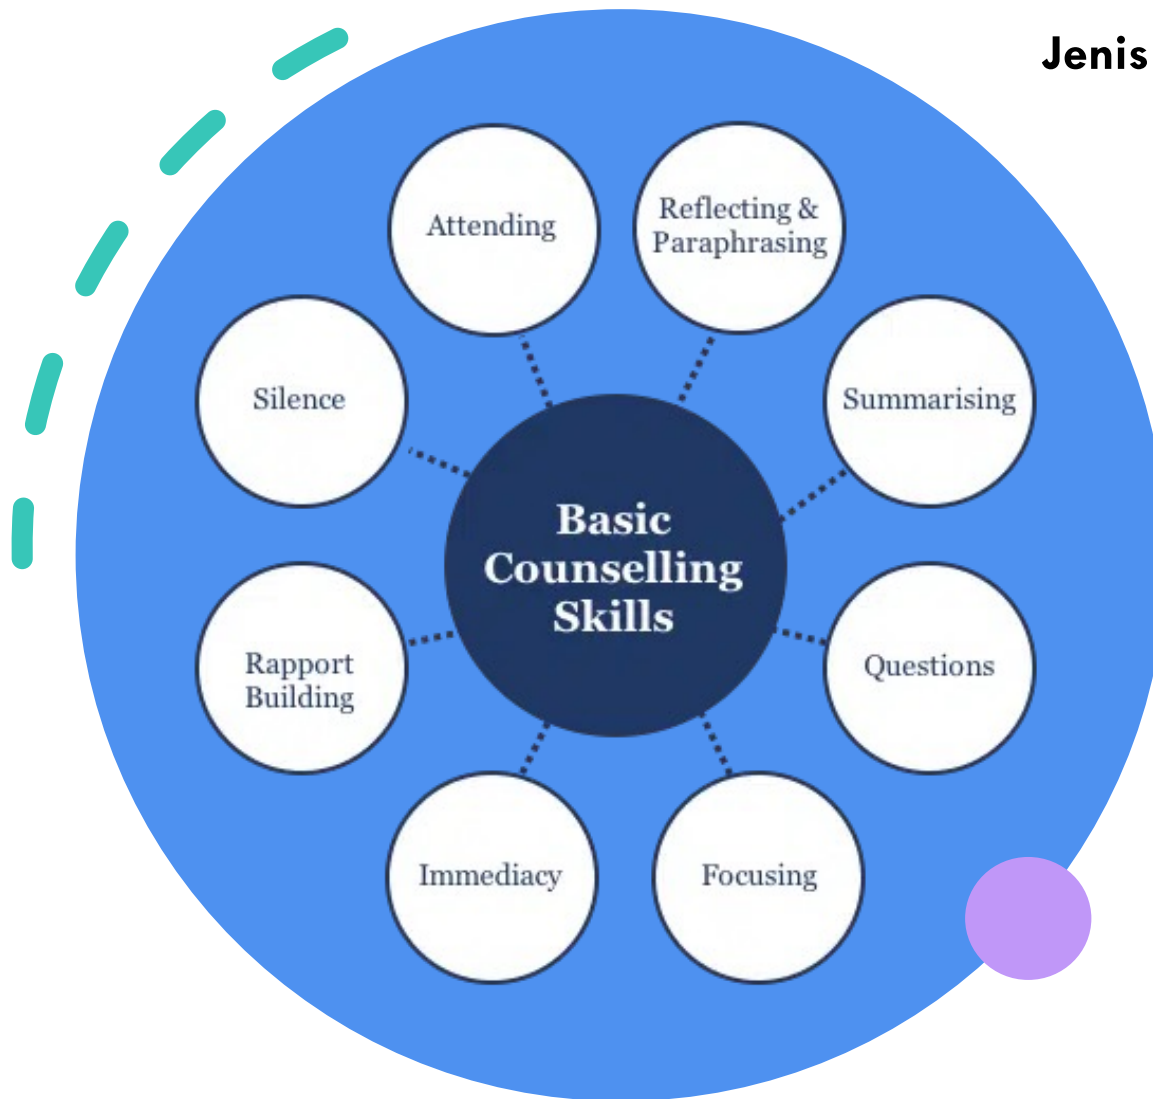 Jenis
Attending
Reflecting &
Paraphrasing
Silence
Summarising
Basic
Counselling
Skills
Rapport
Building
Questions
Immediacy
Focusing